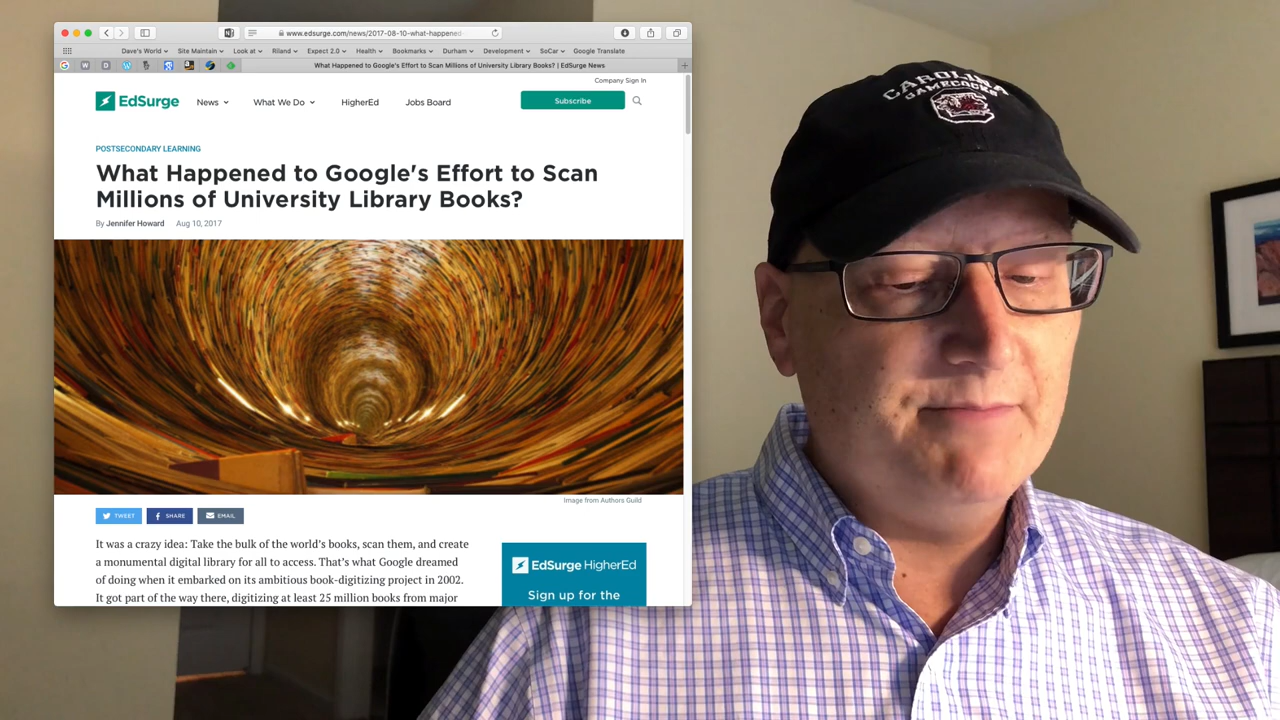 www.edsurge.com/news/2017-08-10-what-happened-
Dave's World Site Maintain Look at Riland Expect 2.0 Health Bookmarks Durham Development SoCar Google Translate
What Happened to Google's Effort to Scan Millions of University Library Books? | EdSurge News
Company Sign In
EdSurge News What We Do HigherEd Jobs Board Subscribe
POSTSECONDARY LEARNING
What Happened to Google's Effort to Scan
Millions of University Library Books?
By Jennifer Howard Aug 10, 2017
Image from Authors Guild
TWEET SHARE EMAIL
It was a crazy idea: Take the bulk of the world's books, scan them, and create
a monumental digital library for all to access. That's what Google dreamed
of doing when it embarked on its ambitious book-digitizing project in 2002.
It got part of the way there, digitizing at least 25 million books from major
EdSurge HigherEd
Sign up for the
CAROLINA
GAMECOCKS